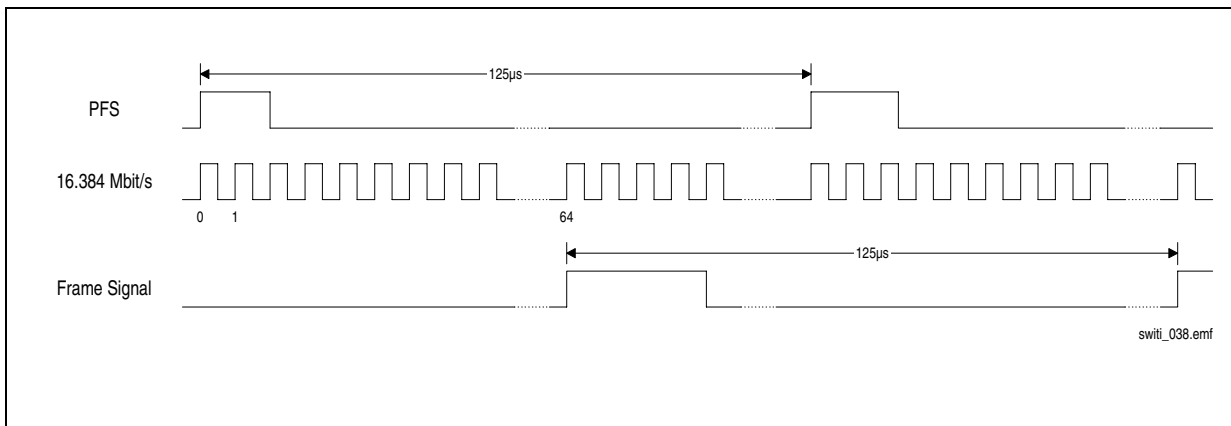 125µs
PFS
16.384 Mbit/s
0 1 64
125µs
Frame Signal
switi_038.emf